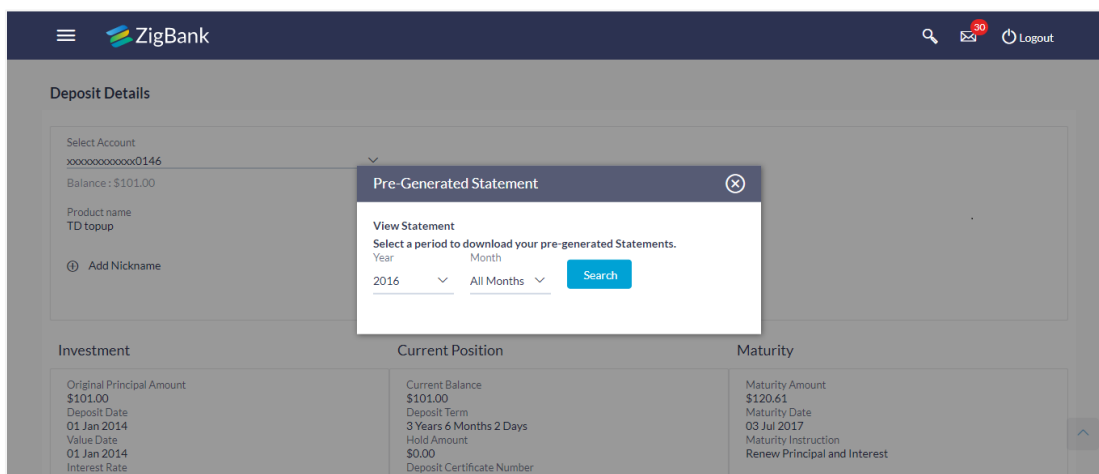 ZigBank
30
Logout
Deposit Details
Select Account
xxxxxxxxxxxx0146
Balance : $101.00
Product name
TD topup
Add Nickname
Pre-Generated Statement
View Statement
Select a period to download your pre-generated Statements.
Year Month
2016 All Months Search
Investment
Original Principal Amount
$101.00
Deposit Date
01 Jan 2014
Value Date
01 Jan 2014
Interest Rate
Current Position
Current Balance
$101.00
Deposit Term
3 Years 6 Months 2 Days
Hold Amount
$0.00
Deposit Certificate Number
Maturity
Maturity Amount
$120.61
Maturity Date
03 Jul 2017
Maturity Instruction
Renew Principal and Interest